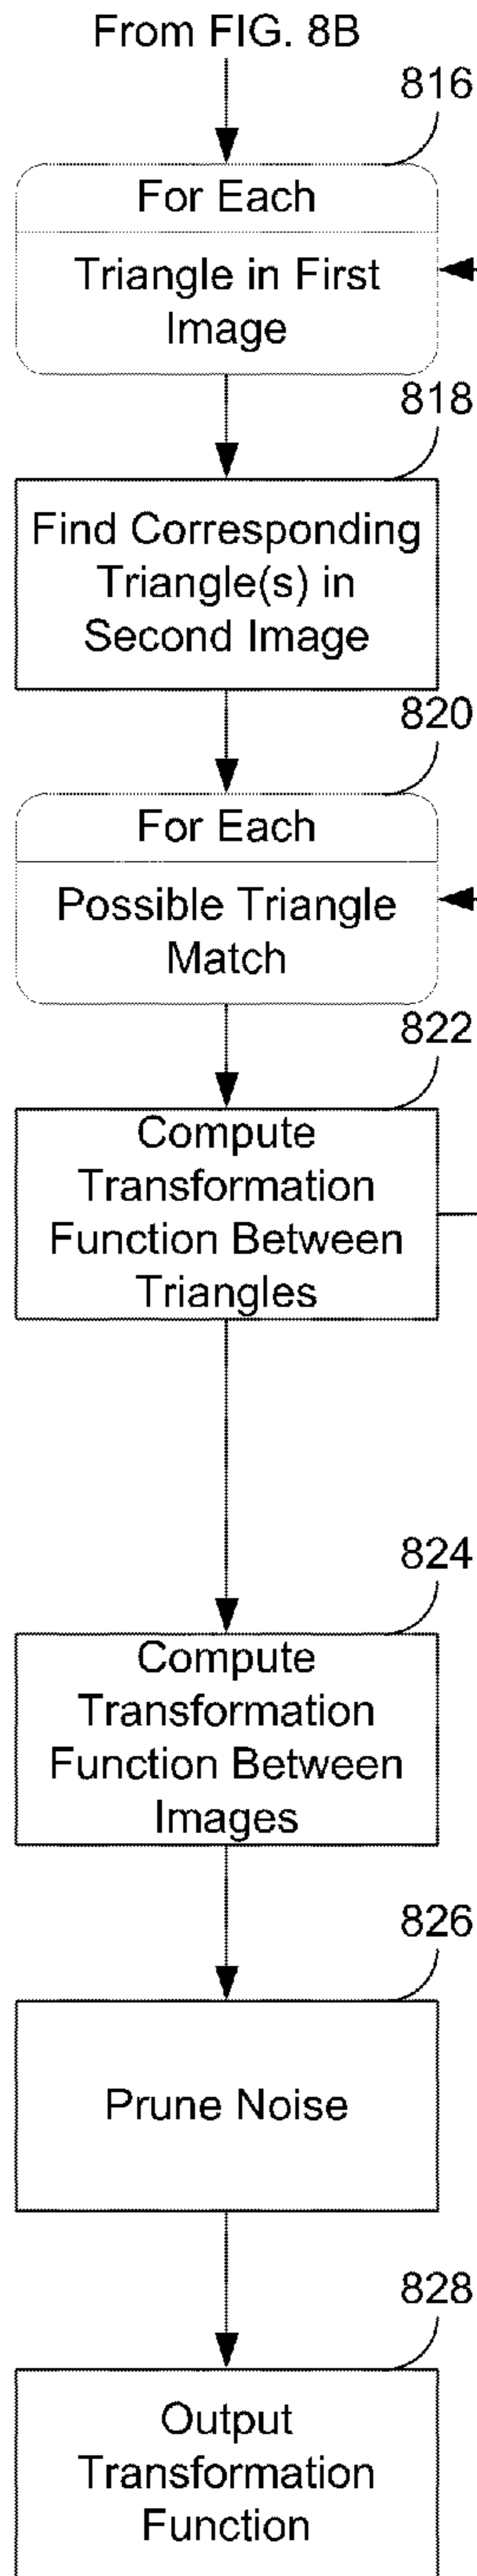 From FIG. 8B
816
For Each
Triangle in First
Image
818
Find Corresponding
Triangle(s) in
Second Image
820
For Each
Possible Triangle
Match
822
Compute
Transformation
Function Between
Triangles
824
Compute
Transformation
Function Between
Images
826
Prune Noise
828
Output
Transformation
Function